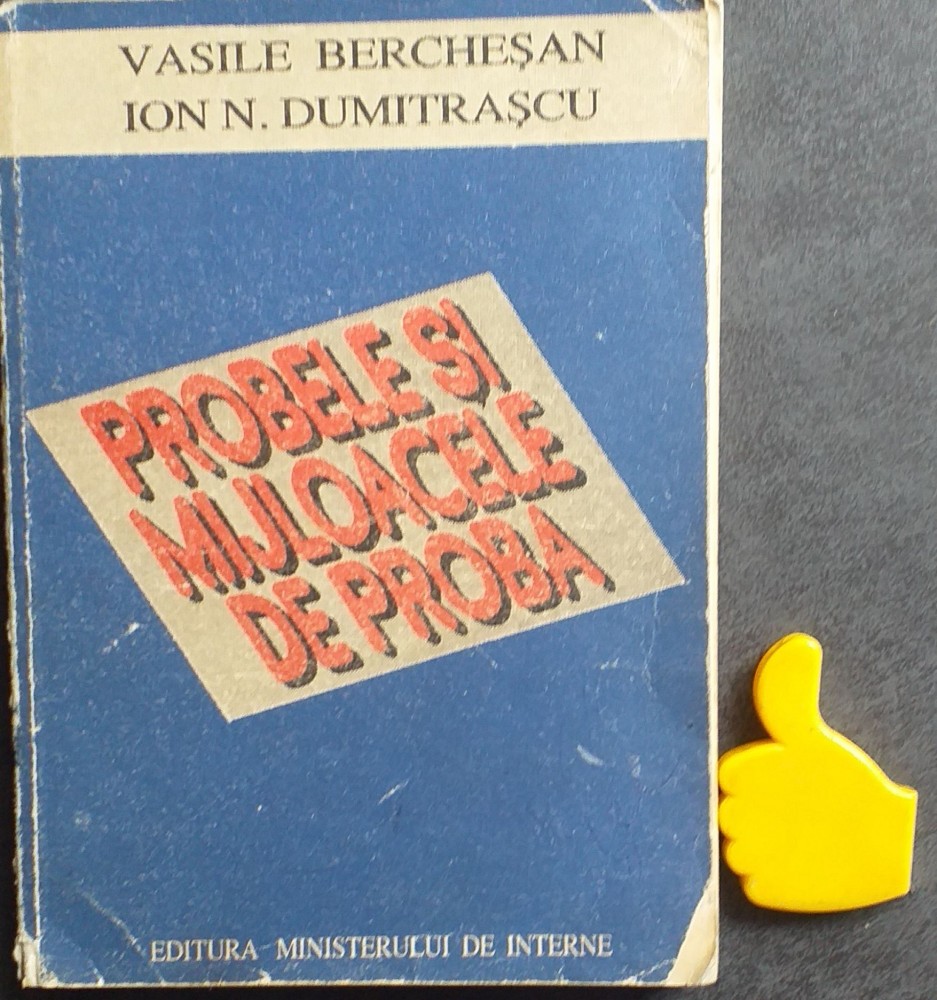 VASILE BERCHEŞAN
ION N. DUMITRAŞCU
PROBELE SI
MIJLOACELE
DE PROBA
EDITURA MINISTERULUI DE INTERNE